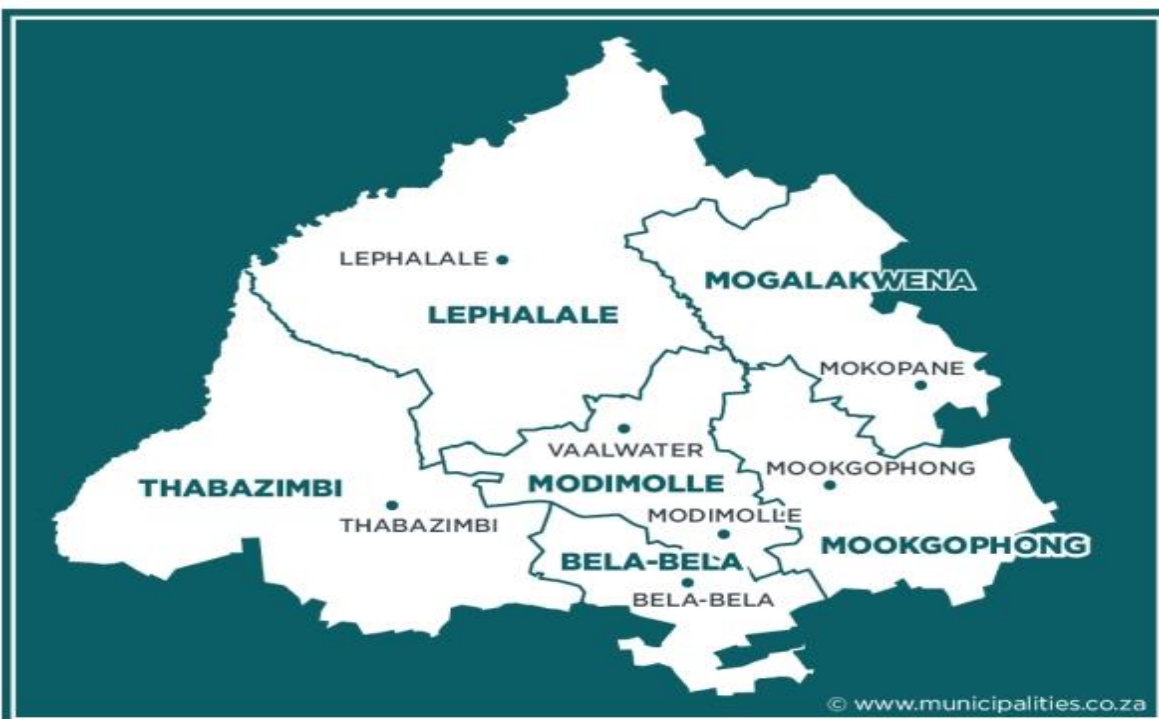 LEPHALALE
MOGALAKWENA
LEPHALALE
MOKOPANE
VAALWATER
MOOKGOPHONG
THABAZIMBI
MODIMOLLE
THABAZIMBI
MODIMOLLE
MOOKGOPHONG
BELA-BELA
BELA-BELA
© www.municipalities.co.za